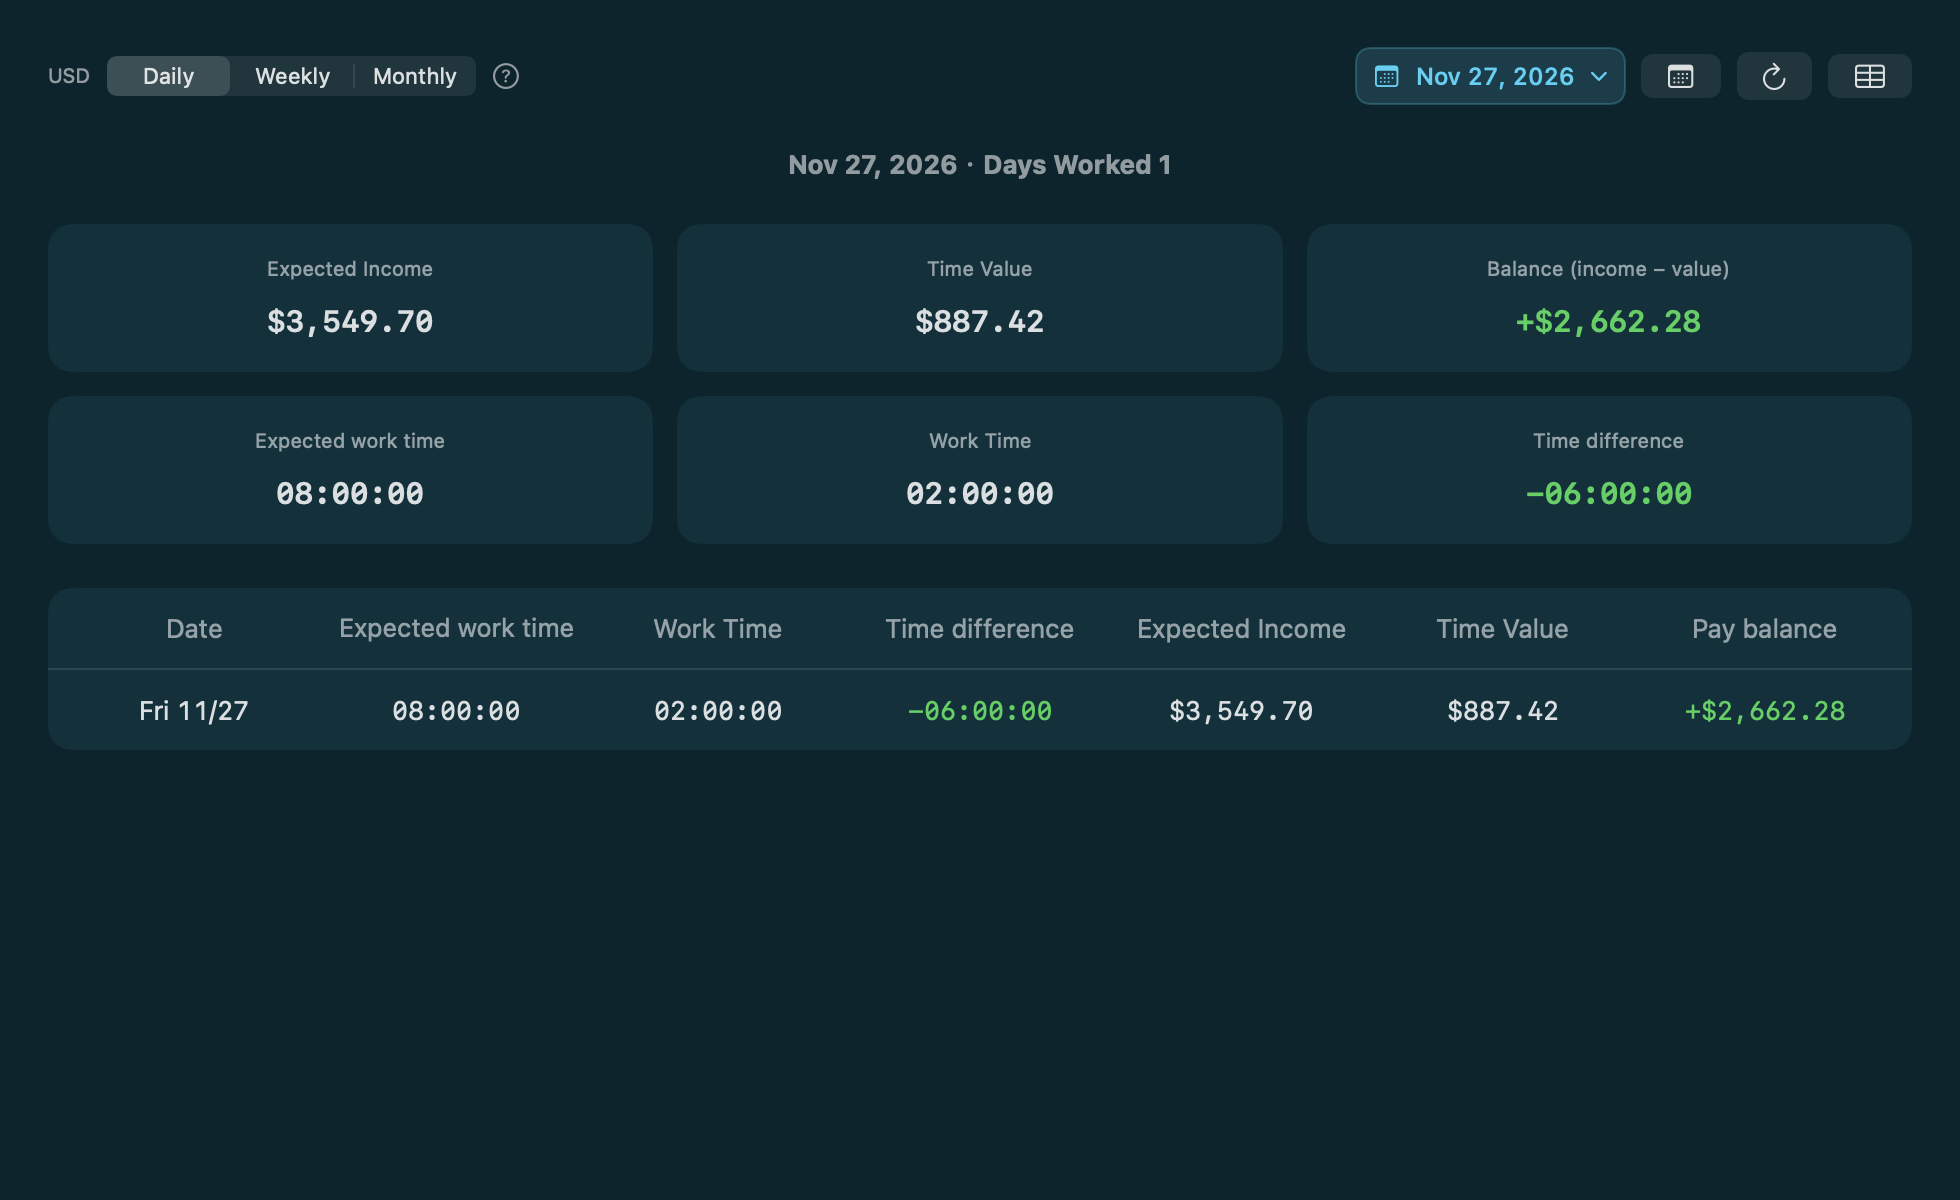 USD Daily Weekly Monthly ? Nov 27, 2026
Nov 27, 2026 · Days Worked 1
Expected Income Time Value Balance (income – value)
$3,549.70 $887.42 +$2,662.28
Expected work time Work Time Time difference
08:00:00 02:00:00 −06:00:00
Date Expected work time Work Time Time difference Expected Income Time Value Pay balance
Fri 11/27 08:00:00 02:00:00 −06:00:00 $3,549.70 $887.42 +$2,662.28